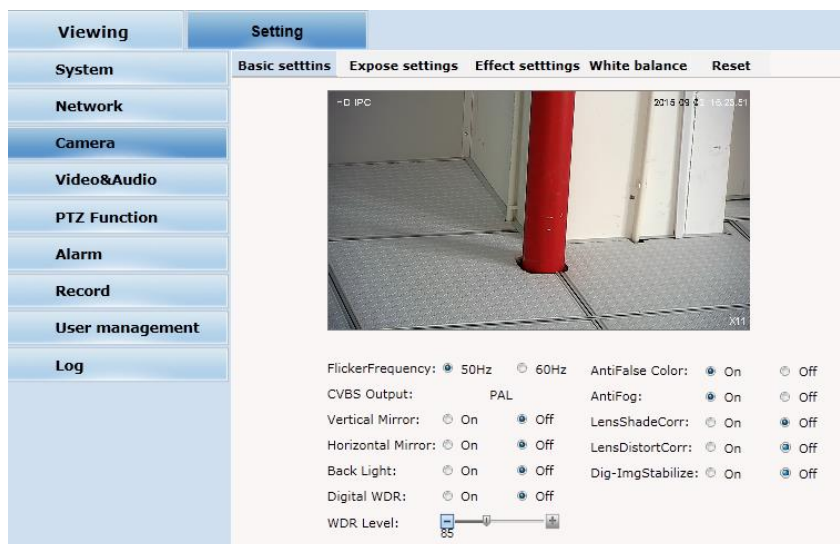 Viewing Setting
System
Network
Camera
Video&Audio
PTZ Function
Alarm
Record
User management
Log
Basic setttins Expose settings Effect setttings White balance Reset
HD IPC
X11
FlickerFrequency: 50Hz 60Hz
CVBS Output: PAL
Vertical Mirror: On Off
Horizontal Mirror: On Off
Back Light: On Off
Digital WDR: On Off
WDR Level: 85
AntiFalse Color: On Off
AntiFog: On Off
LensShadeCorr: On Off
LensDistortCorr: On Off
Dig-ImgStabilize: On Off